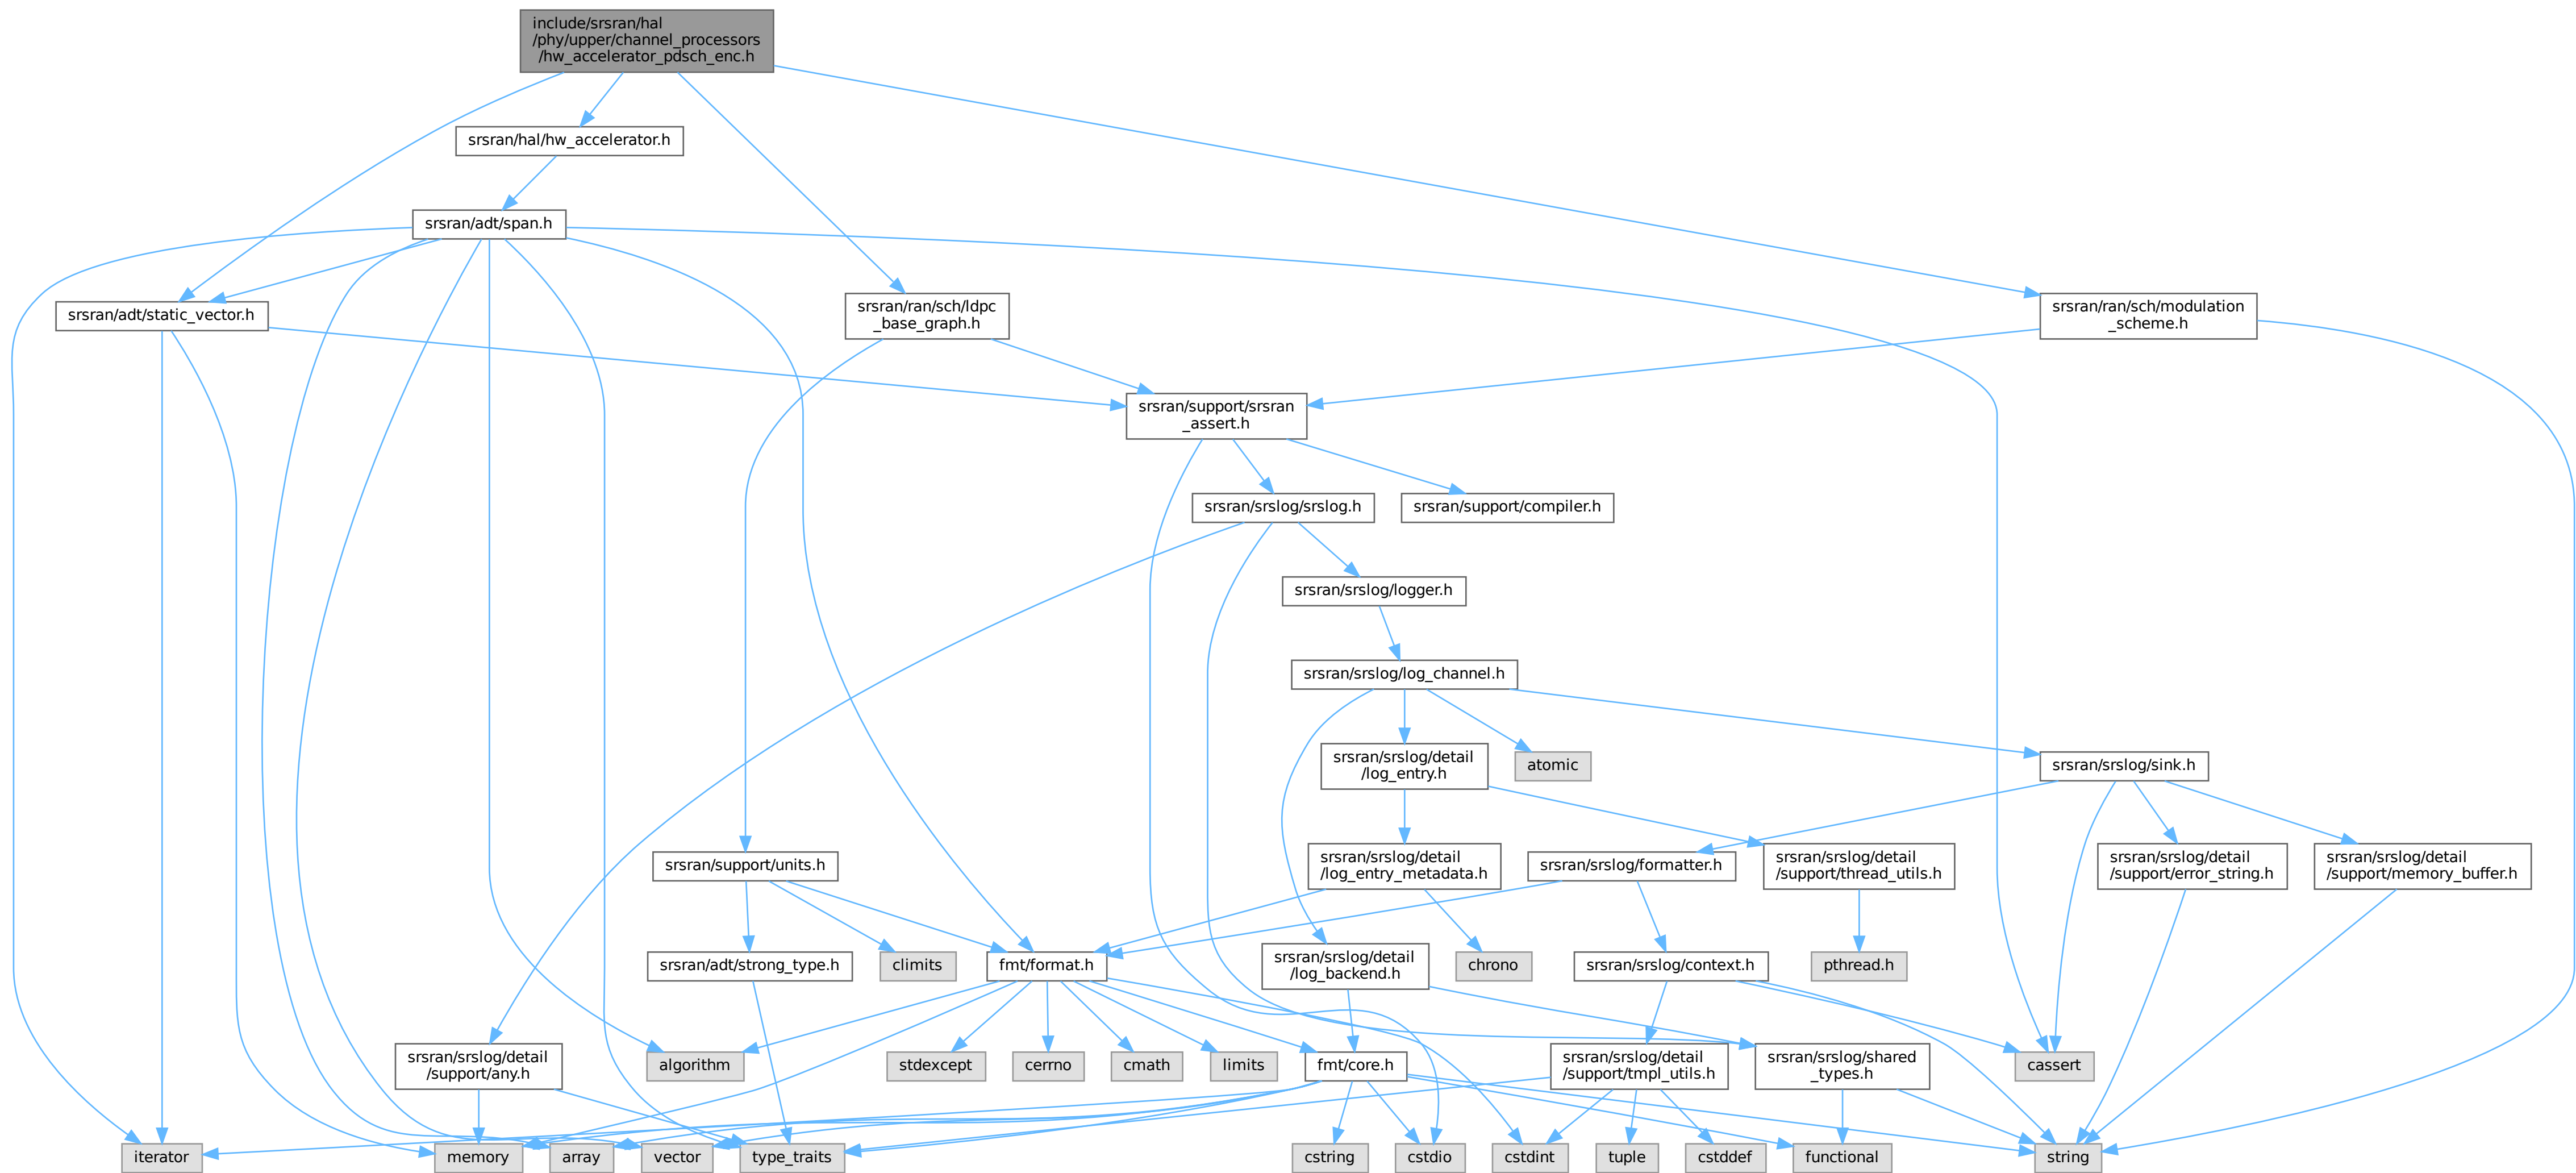 include/srsran/hal
/phy/upper/channel_processors
/hw_accelerator_pdsch_enc.h
srsran/hal/hw_accelerator.h
srsran/adt/span.h
srsran/adt/static_vector.h
srsran/ran/sch/ldpc
_base_graph.h
srsran/ran/sch/modulation
_scheme.h
srsran/support/srsran
_assert.h
srsran/srslog/srslog.h
srsran/support/compiler.h
srsran/srslog/logger.h
srsran/srslog/log_channel.h
srsran/srslog/detail
/log_entry.h
atomic
srsran/srslog/sink.h
srsran/support/units.h
srsran/srslog/detail
/log_entry_metadata.h
srsran/srslog/formatter.h
srsran/srslog/detail
/support/thread_utils.h
srsran/srslog/detail
/support/error_string.h
srsran/srslog/detail
/support/memory_buffer.h
srsran/adt/strong_type.h
climits
fmt/format.h
srsran/srslog/detail
/log_backend.h
chrono
srsran/srslog/context.h
pthread.h
srsran/srslog/detail
/support/any.h
algorithm
stdexcept
cerrno
cmath
limits
fmt/core.h
srsran/srslog/detail
/support/tmpl_utils.h
srsran/srslog/shared
_types.h
cassert
iterator
memory
array
vector
type_traits
cstring
cstdio
cstdint
tuple
cstddef
functional
string